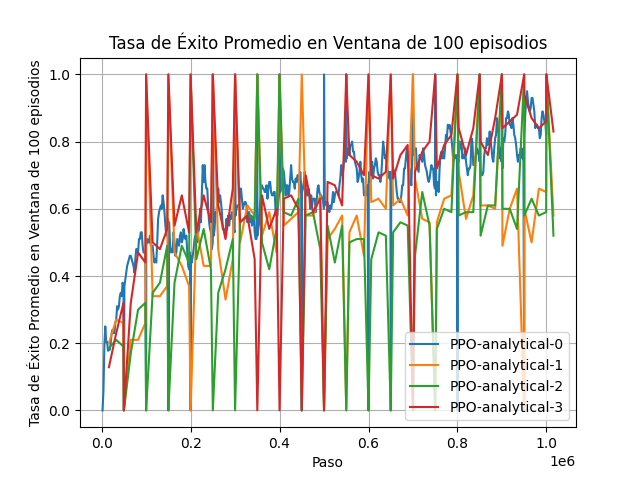 Tasa de Éxito Promedio en Ventana de 100 episodios
Tasa de Éxito Promedio en Ventana de 100 episodios
1.0
0.8
0.6
0.4
0.2
0.0
PPO-analytical-0
PPO-analytical-1
PPO-analytical-2
PPO-analytical-3
0.0 0.2 0.4 0.6 0.8 1.0
1e6
Paso